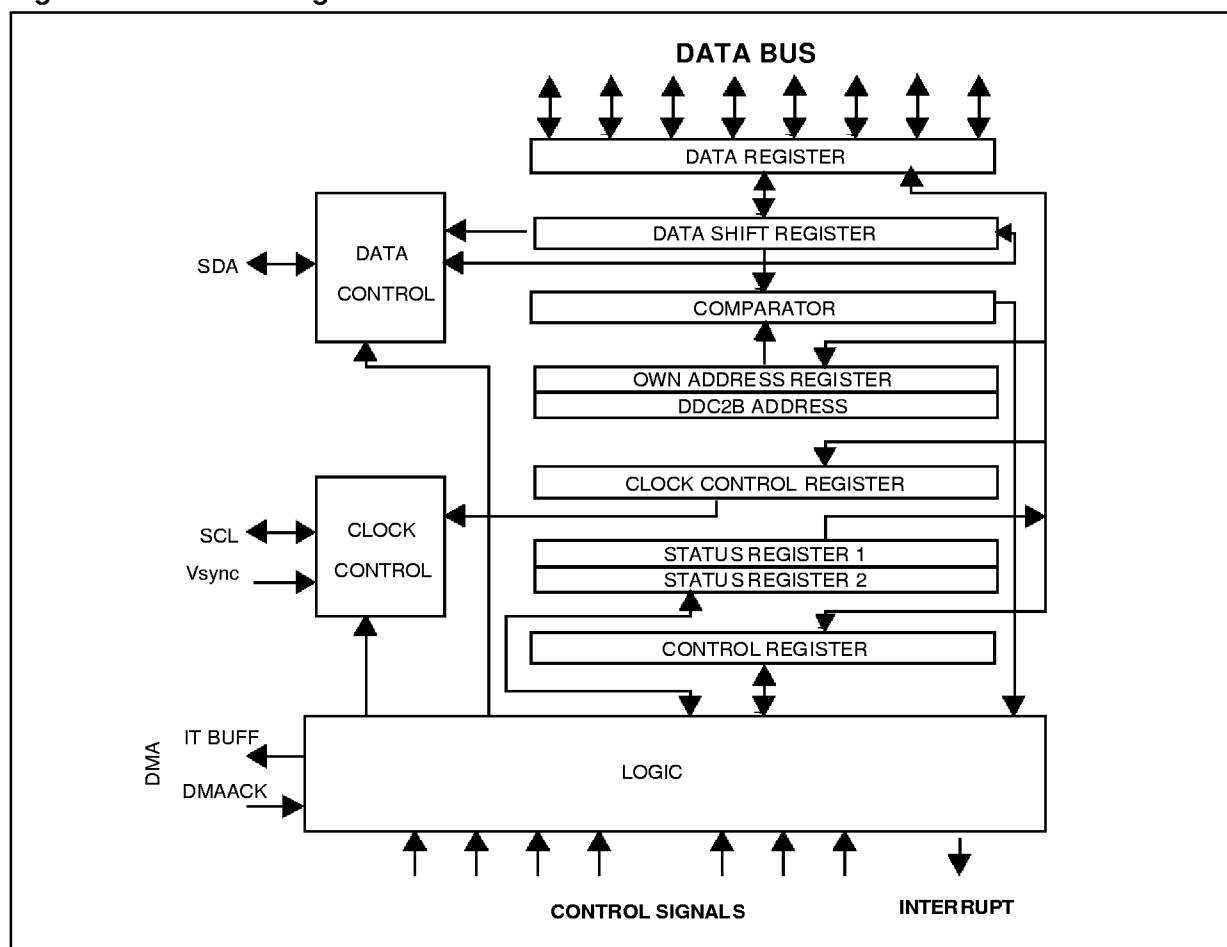 DATA BUS
DATA REGISTER
DATA SHIFT REGISTER
DATA
CONTROL
SDA
COMPARATOR
OWN ADDRESS REGISTER
DDC2B ADDRESS
CLOCK CONTROL REGISTER
SCL
CLOCK
CONTROL
Vsync
STATUS REGISTER 1
STATUS REGISTER 2
CONTROL REGISTER
DMA
IT BUFF
DMAACK
LOGIC
CONTROL SIGNALS
INTERRUPT